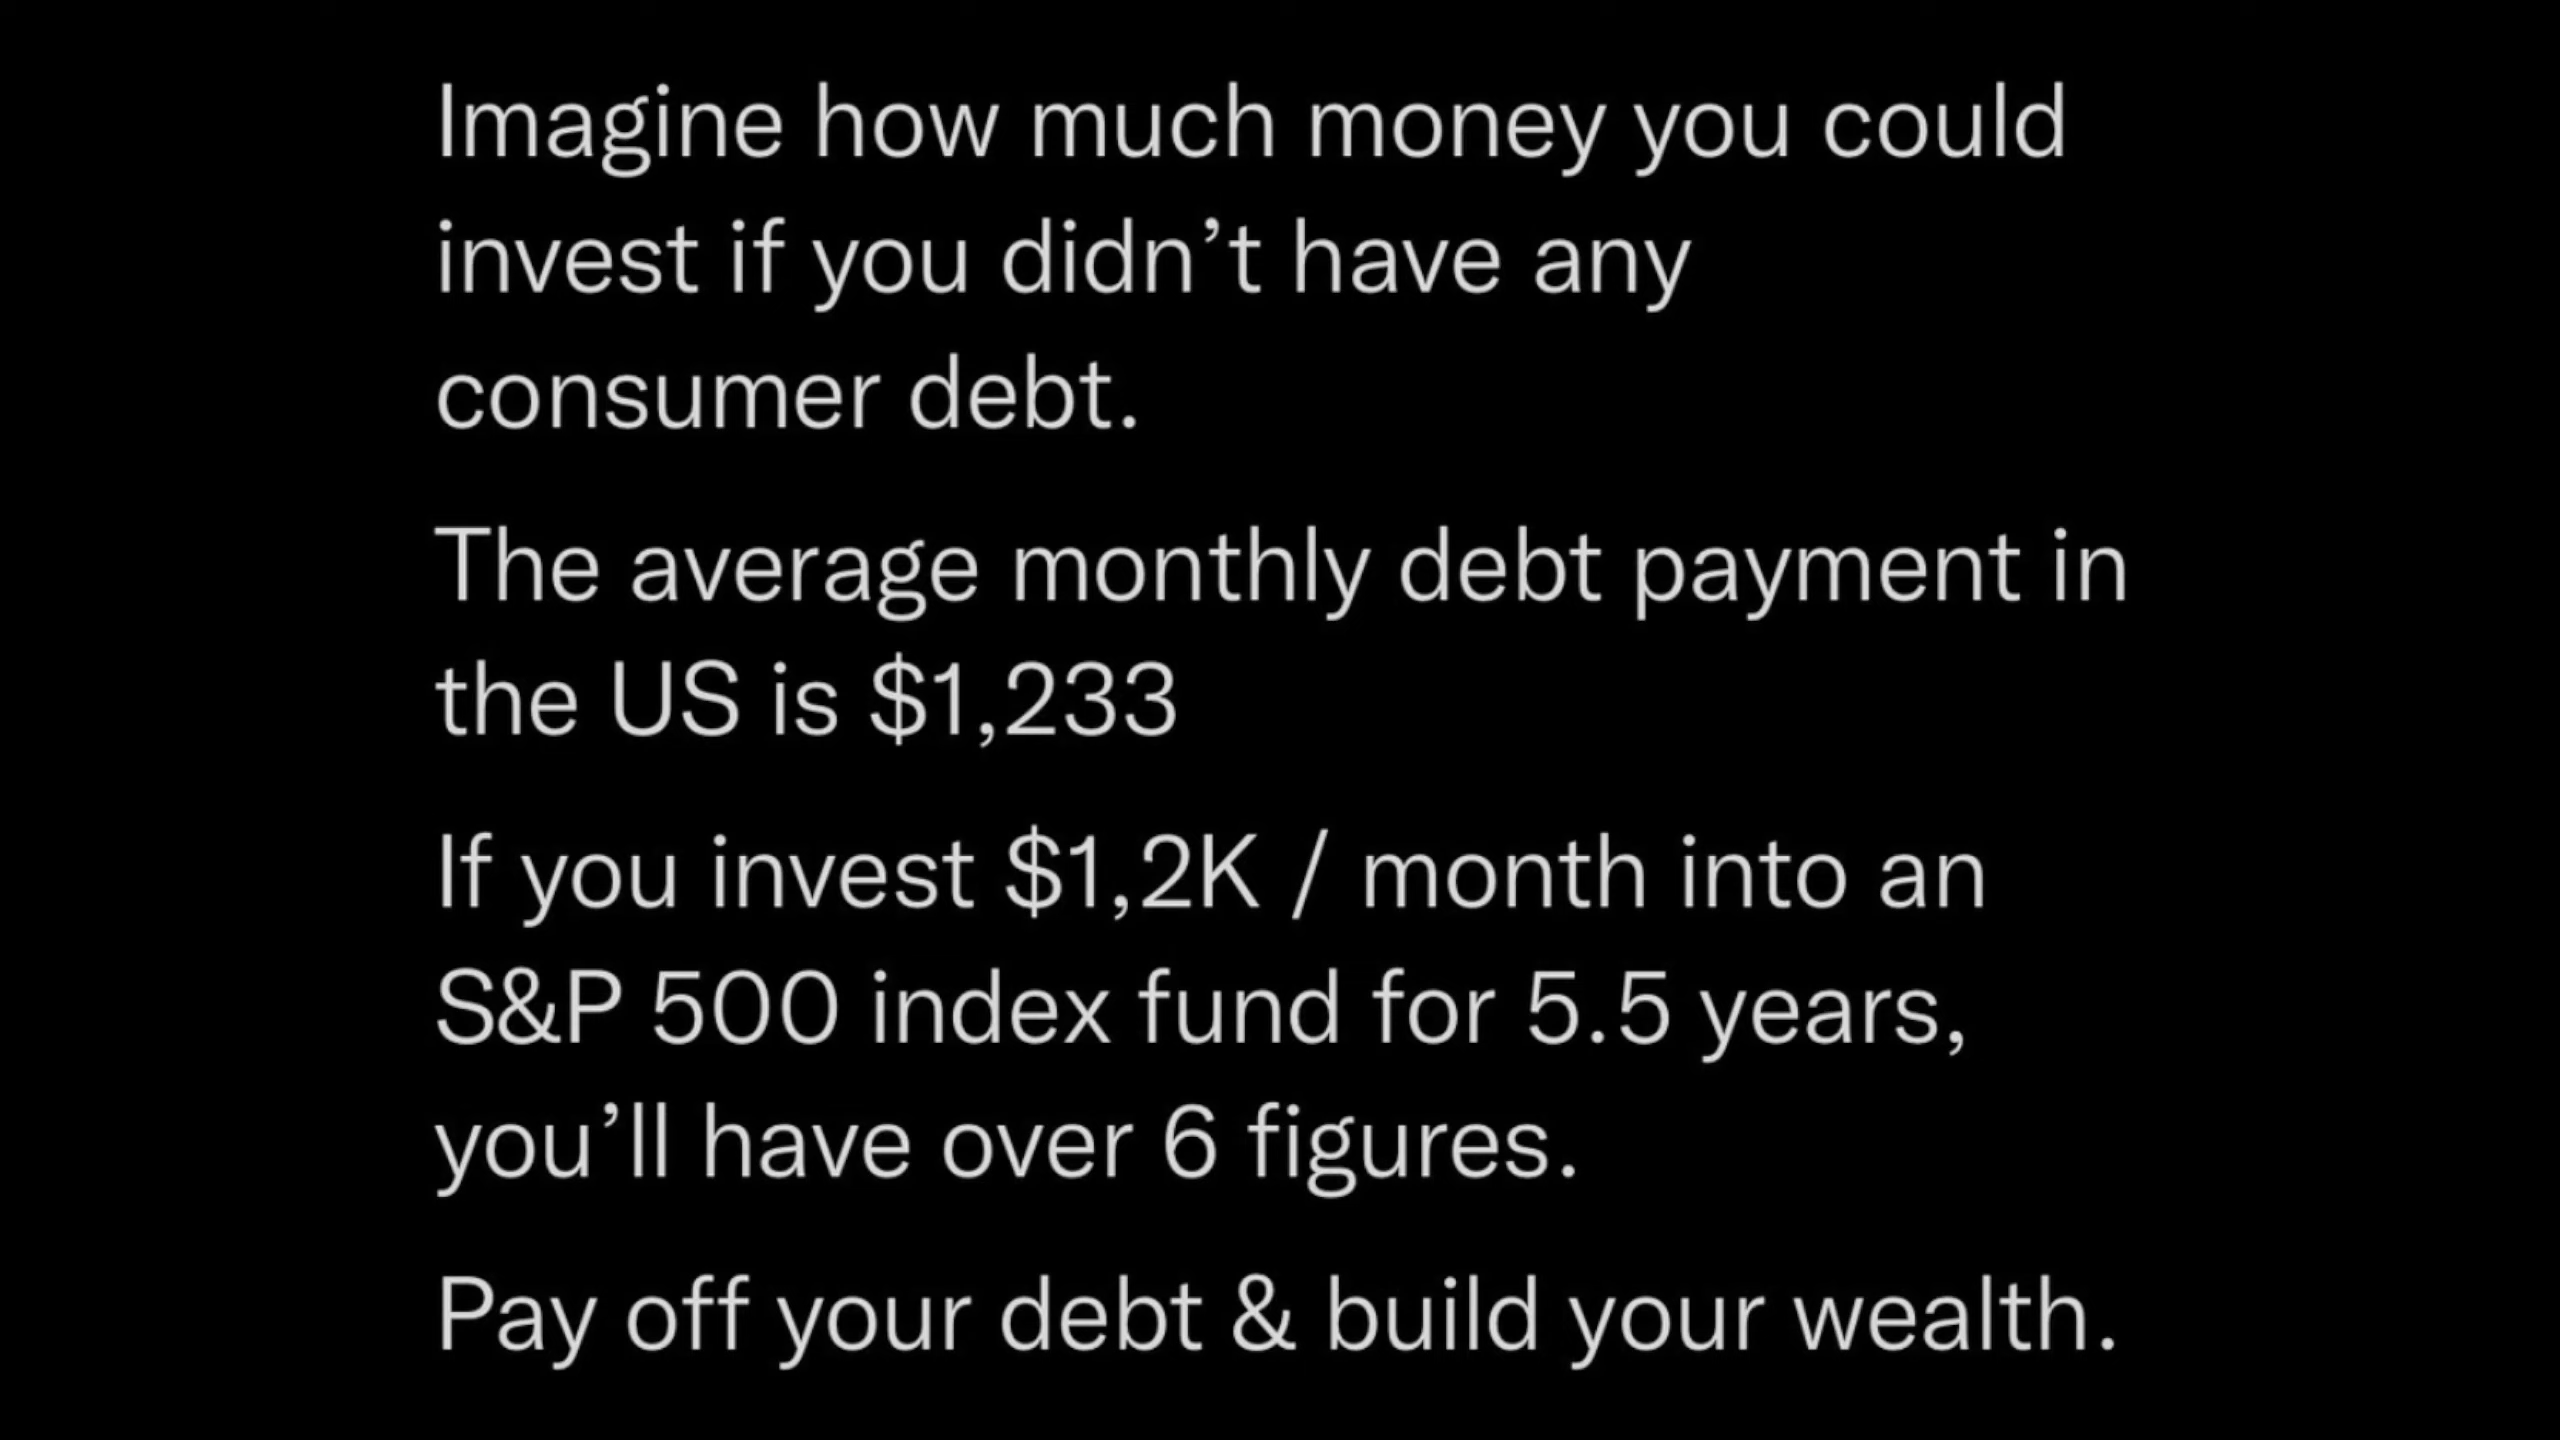 Imagine how much money you could
invest if you didn’t have any
consumer debt.
The average monthly debt payment in
the US is $1,233
If you invest $1,2K / month into an
S&P 500 index fund for 5.5 years,
you’ll have over 6 figures.
Pay off your debt & build your wealth.